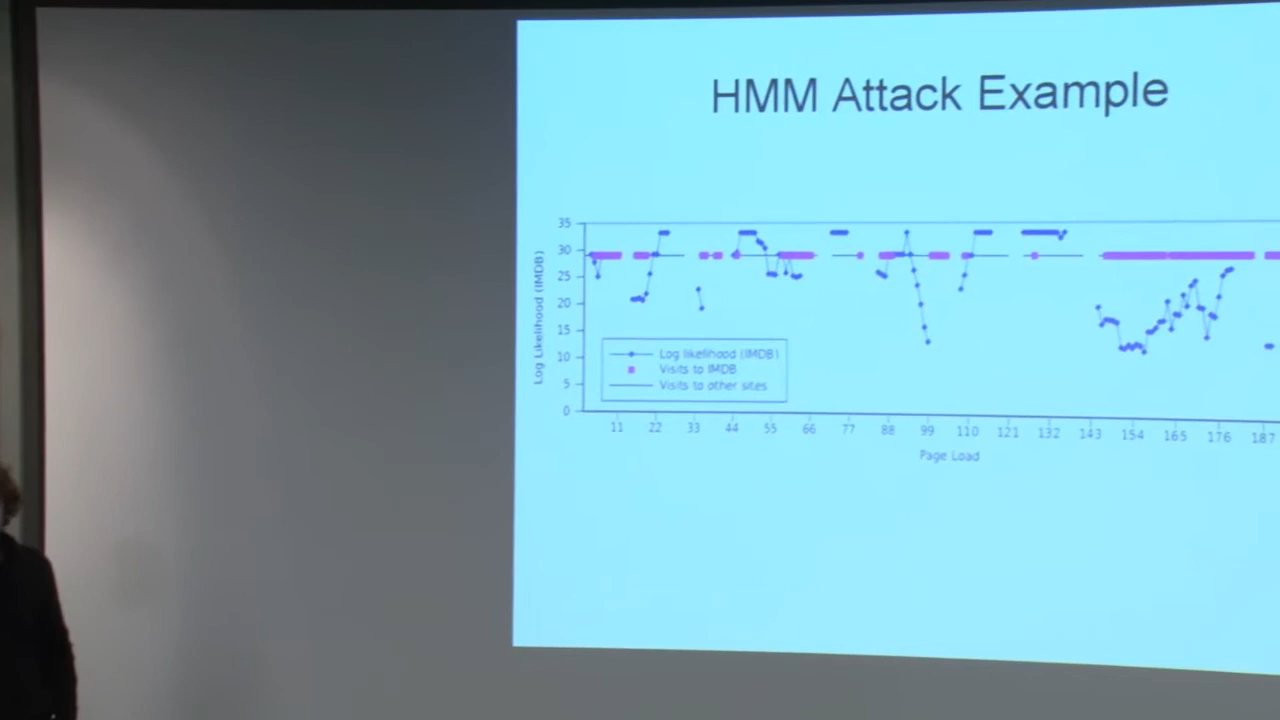 HMM Attack Example
35
30
25
20
15
10
5
0
Log Likelihood (IMDB)
Log likelihood (IMDB)
Visits to IMDB
Visits to other sites
11 22 33 44 55 66 77 88 99 110 121 132 143 154 165 176 187
Page Load